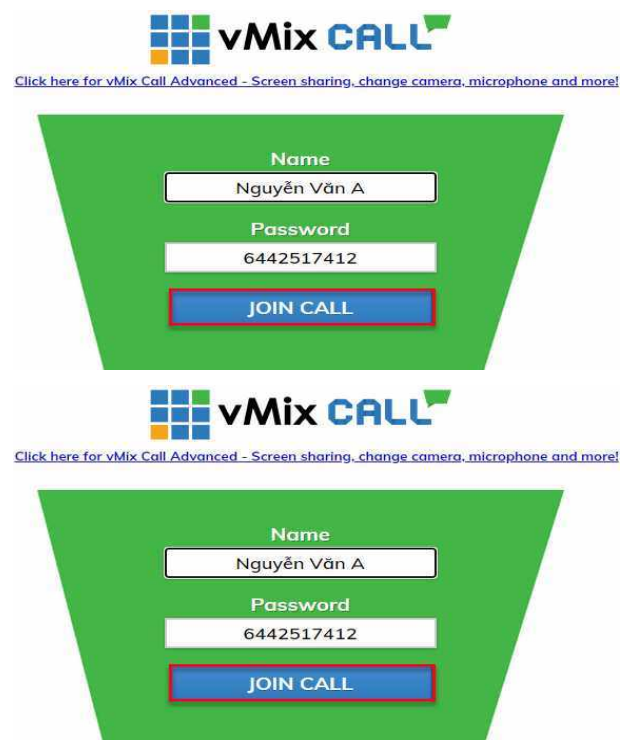 vMix CALL
Click here for vMix Call Advanced - Screen sharing, change camera, microphone and more!
Name
Nguyễn Văn A
Password
6442517412
JOIN CALL
vMix CALL
Click here for vMix Call Advanced - Screen sharing, change camera, microphone and more!
Name
Nguyễn Văn A
Password
6442517412
JOIN CALL